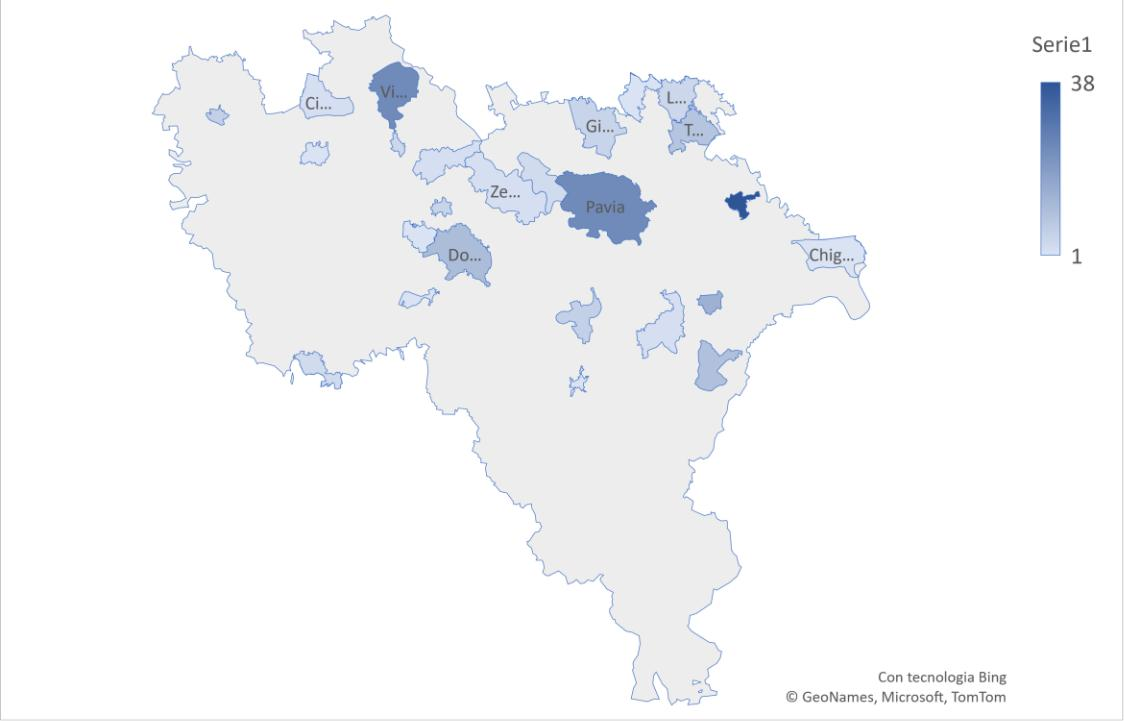 Serie1
38
1
Ci...
Vi...
L...
Gi...
T...
Ze...
Pavia
Do...
Chig...
Con tecnologia Bing
© GeoNames, Microsoft, TomTom